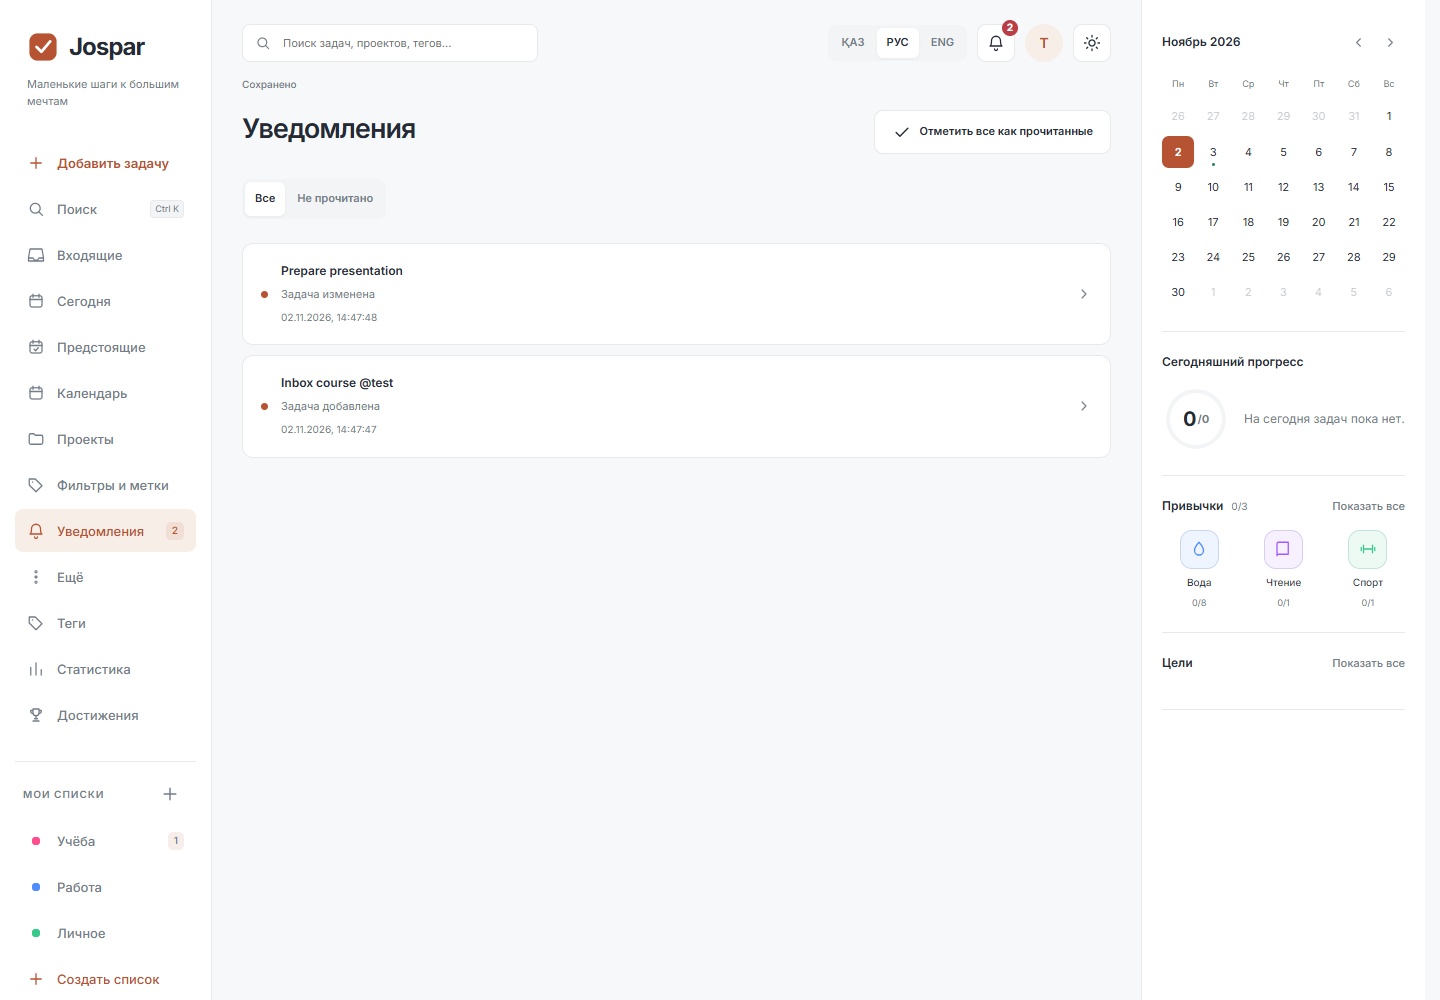 Jospar
Маленькие шаги к большим
мечтам
Добавить задачу
Поиск
Ctrl K
Входящие
Сегодня
Предстоящие
Календарь
Проекты
Фильтры и метки
Уведомления
2
Ещё
Теги
Статистика
Достижения
МОИ СПИСКИ
Учёба
1
Работа
Личное
Создать список
Поиск задач, проектов, тегов...
ҚАЗ
РУС
ENG
2
T
Сохранено
Уведомления
Отметить все как прочитанные
Все
Не прочитано
Prepare presentation
Задача изменена
02.11.2026, 14:47:48
Inbox course @test
Задача добавлена
02.11.2026, 14:47:47
Ноябрь 2026
Пн Вт Ср Чт Пт Сб Вс
26 27 28 29 30 31 1
2 3 4 5 6 7 8
9 10 11 12 13 14 15
16 17 18 19 20 21 22
23 24 25 26 27 28 29
30 1 2 3 4 5 6
Сегодняшний прогресс
0/0
На сегодня задач пока нет.
Привычки 0/3
Показать все
Вода Чтение Спорт
0/8 0/1 0/1
Цели
Показать все